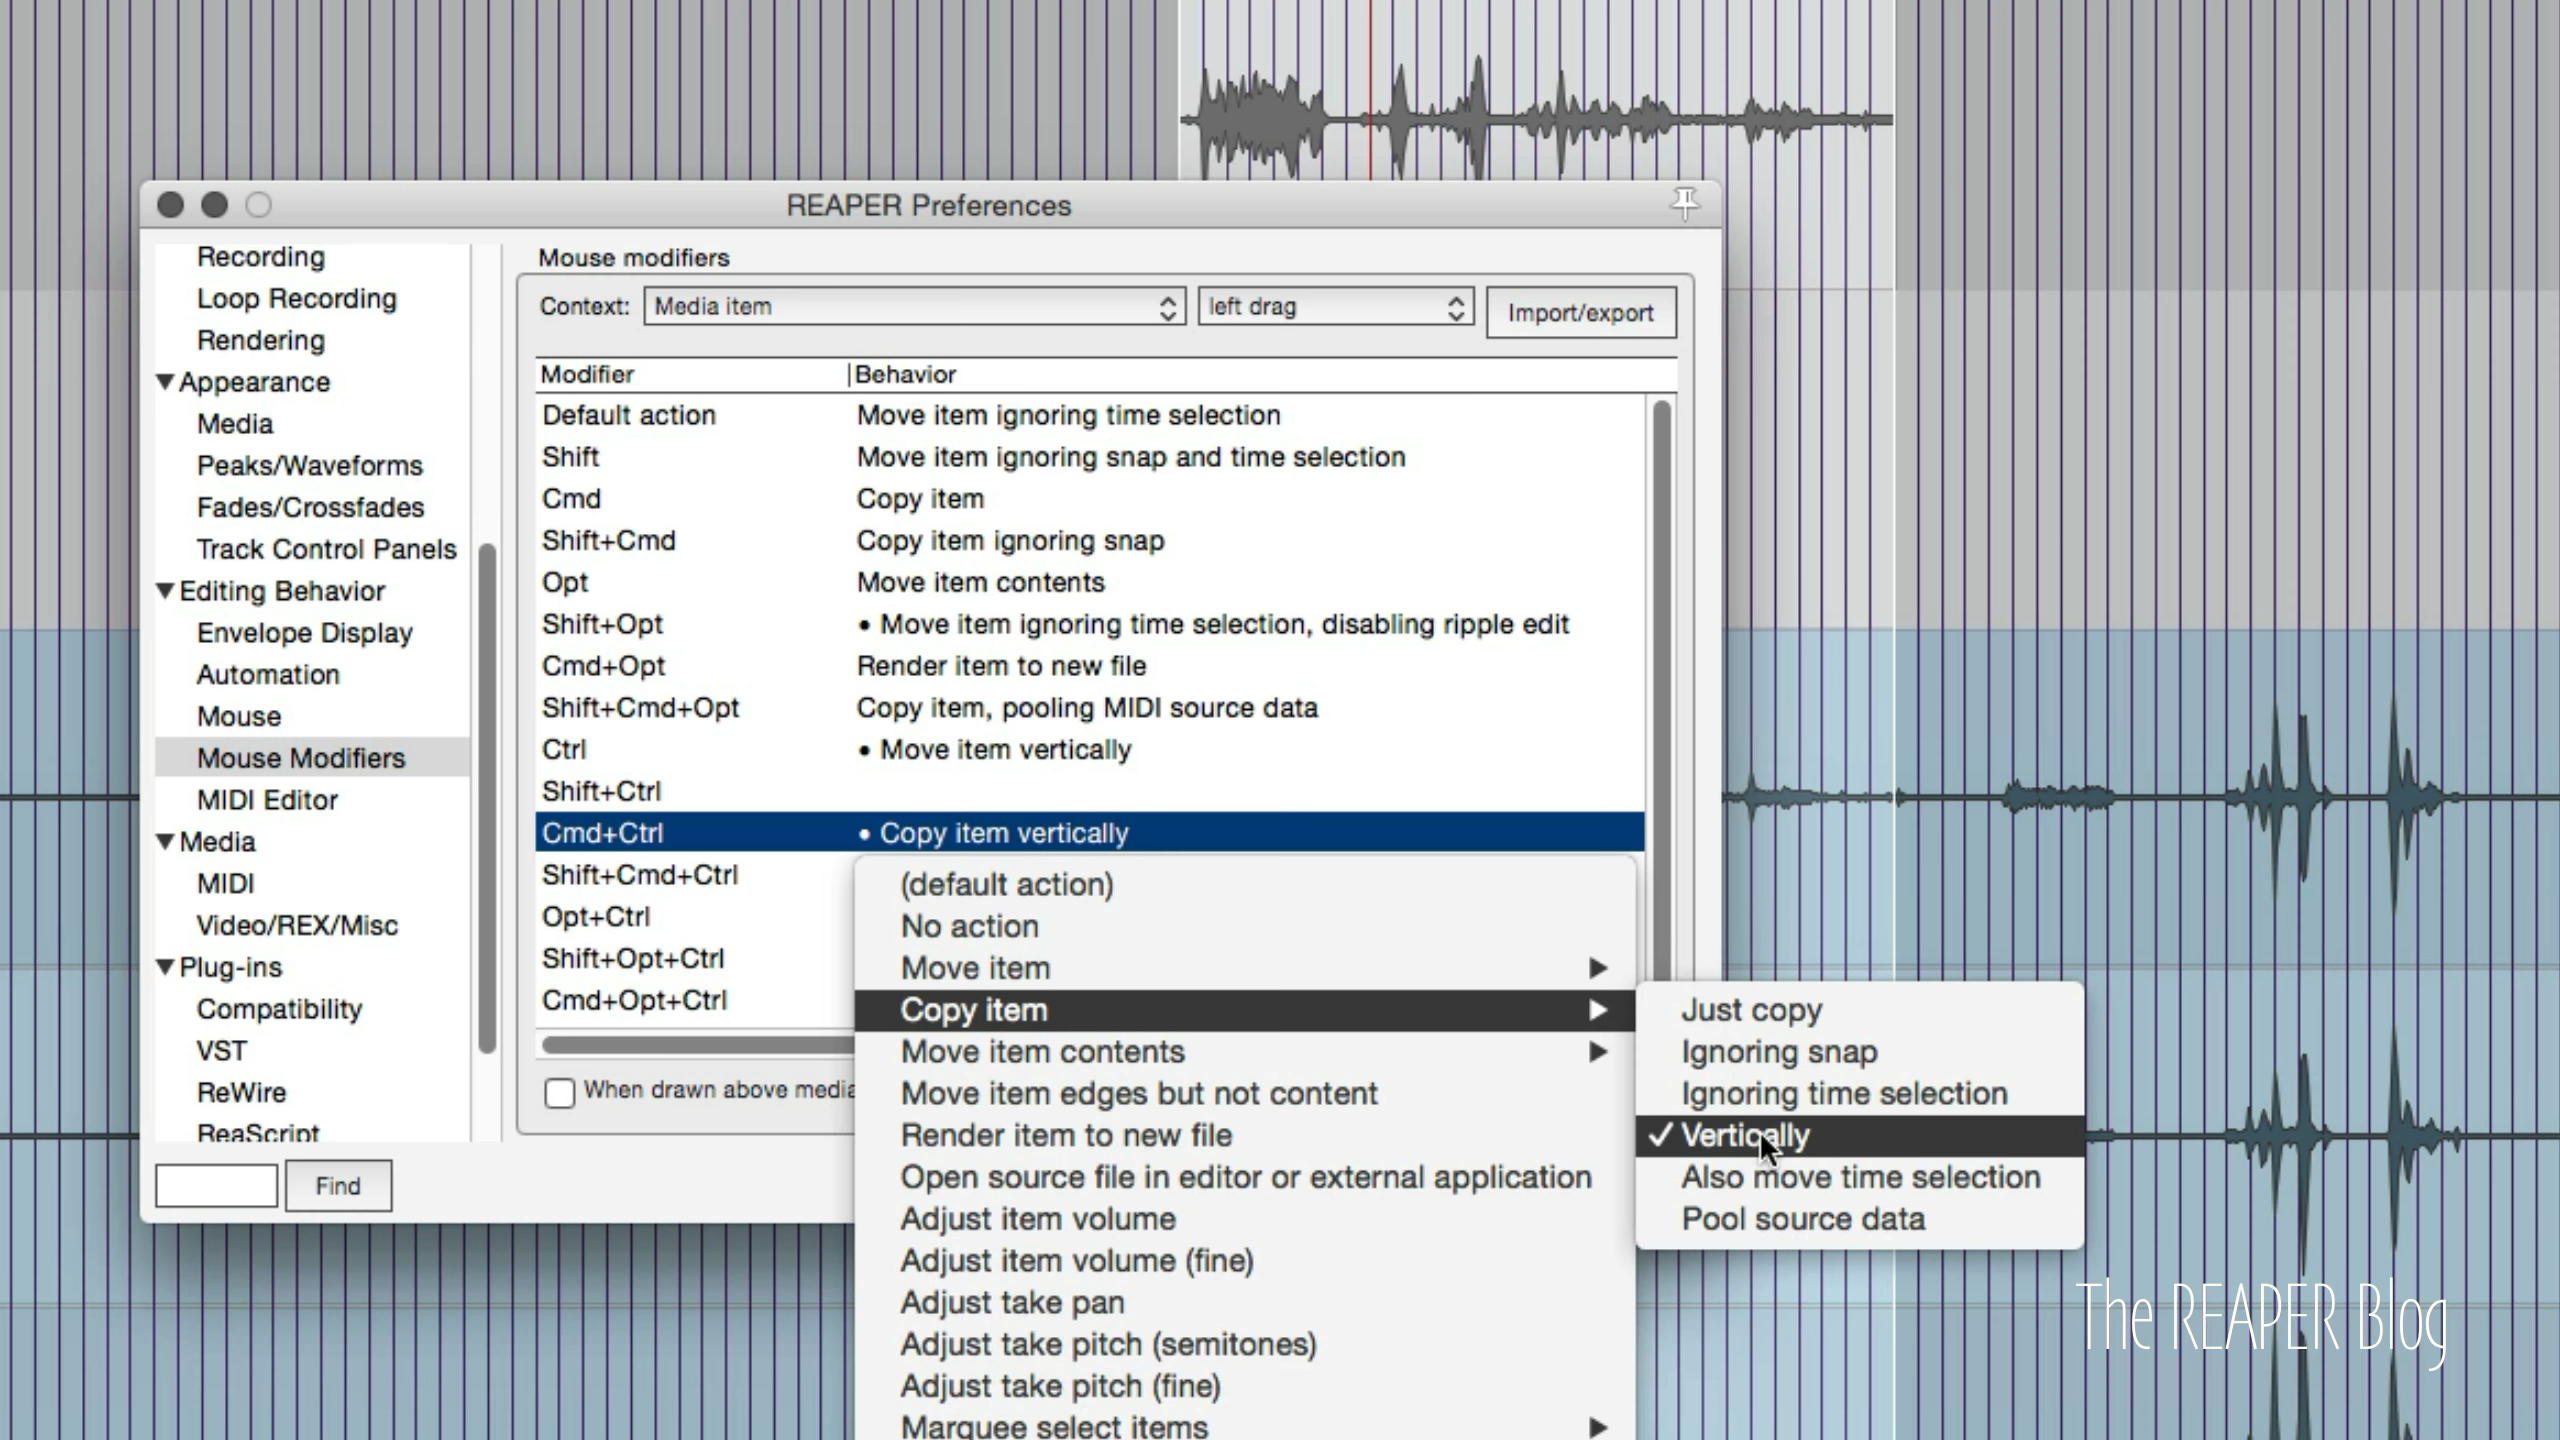 REAPER Preferences
Recording
Loop Recording
Rendering
Appearance
Media
Peaks/Waveforms
Fades/Crossfades
Track Control Panels
Editing Behavior
Envelope Display
Automation
Mouse
Mouse Modifiers
MIDI Editor
Media
MIDI
Video/REX/Misc
Plug-ins
Compatibility
VST
ReWire
ReaScript
Find
Mouse modifiers
Context: Media item left drag Import/export
Modifier Behavior
Default action Move item ignoring time selection
Shift Move item ignoring snap and time selection
Cmd Copy item
Shift+Cmd Copy item ignoring snap
Opt Move item contents
Shift+Opt • Move item ignoring time selection, disabling ripple edit
Cmd+Opt Render item to new file
Shift+Cmd+Opt Copy item, pooling MIDI source data
Ctrl • Move item vertically
Shift+Ctrl
Cmd+Ctrl • Copy item vertically
Shift+Cmd+Ctrl
Opt+Ctrl
Shift+Opt+Ctrl
Cmd+Opt+Ctrl
When drawn above media
(default action)
No action
Move item
Copy item
Move item contents
Move item edges but not content
Render item to new file
Open source file in editor or external application
Adjust item volume
Adjust item volume (fine)
Adjust take pan
Adjust take pitch (semitones)
Adjust take pitch (fine)
Marquee select items
Just copy
Ignoring snap
Ignoring time selection
✓ Vertically
Also move time selection
Pool source data
The REAPER Blog